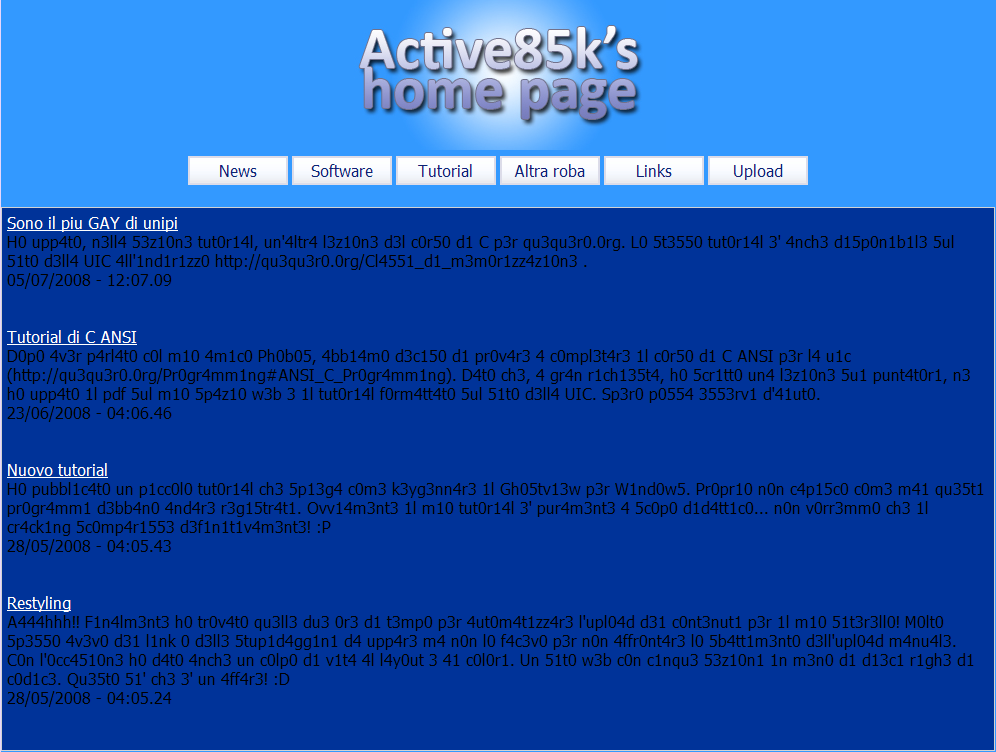 Active85k's
home page
News Software Tutorial Altra roba Links Upload
Sono il piu GAY di unipi
H0 upp4t0, n3ll4 53z10n3 tut0r14l, un'4ltr4 l3z10n3 d3l c0r50 d1 C p3r qu3qu3r0.0rg. L0 5t3550 tut0r14l 3' 4nch3 d15p0n1b1l3 5ul
51t0 d3ll4 UIC 4ll'1nd1r1zz0 http://qu3qu3r0.0rg/Cl4551_d1_m3m0r1zz4z10n3 .
05/07/2008 - 12:07.09
Tutorial di C ANSI
D0p0 4v3r p4rl4t0 c0l m10 4m1c0 Ph0b05, 4bb14m0 d3c150 d1 pr0v4r3 4 c0mpl3t4r3 1l c0r50 d1 C ANSI p3r l4 u1c
(http://qu3qu3r0.0rg/Pr0gr4mm1ng#ANSI_C_Pr0gr4mm1ng). D4t0 ch3, 4 gr4n r1ch135t4, h0 5cr1tt0 un4 l3z10n3 5u1 punt4t0r1, n3
h0 upp4t0 1l pdf 5ul m10 5p4z10 w3b 3 1l tut0r14l f0rm4tt4t0 5ul 51t0 d3ll4 UIC. Sp3r0 p0554 3553rv1 d'41ut0.
23/06/2008 - 04:06.46
Nuovo tutorial
H0 pubbl1c4t0 un p1cc0l0 tut0r14l ch3 5p13g4 c0m3 k3yg3nn4r3 1l Gh05tv13w p3r W1nd0w5. Pr0pr10 n0n c4p15c0 c0m3 m41 qu35t1
pr0gr4mm1 d3bb4n0 4nd4r3 r3g15tr4t1. Ovv14m3nt3 1l m10 tut0r14l 3' pur4m3nt3 4 5c0p0 d1d4tt1c0... n0n v0rr3mm0 ch3 1l
cr4ck1ng 5c0mp4r1553 d3f1n1t1v4m3nt3! :P
28/05/2008 - 04:05.43
Restyling
A444hhh!! F1n4lm3nt3 h0 tr0v4t0 qu3ll3 du3 0r3 d1 t3mp0 p3r 4ut0m4t1zz4r3 l'upl04d d31 c0nt3nut1 p3r 1l m10 51t3r3ll0! M0lt0
5p3550 4v3v0 d31 l1nk 0 d3ll3 5tup1d4gg1n1 d4 upp4r3 m4 n0n l0 f4c3v0 p3r n0n 4ffr0nt4r3 l0 5b4tt1m3nt0 d3ll'upl04d m4nu4l3.
C0n l'0cc4510n3 h0 d4t0 4nch3 un c0lp0 d1 v1t4 4l l4y0ut 3 41 c0l0r1. Un 51t0 w3b c0n c1nqu3 53z10n1 1n m3n0 d1 d13c1 r1gh3 d1
c0d1c3. Qu35t0 51' ch3 3' un 4ff4r3! :D
28/05/2008 - 04:05.24